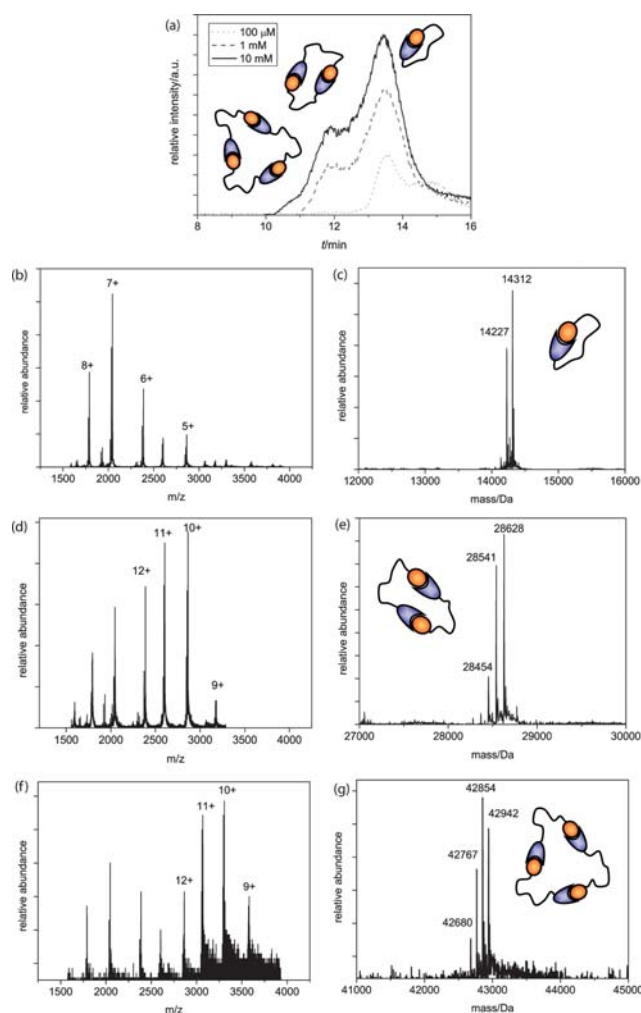 (a)
100 µM
1 mM
10 mM
relative intensity/a.u.
8 10 12 14 16
t/min
(b)
8+ 7+ 6+ 5+
relative abundance
1500 2000 2500 3000 3500 4000
m/z
(c)
14227 14312
relative abundance
12000 13000 14000 15000 16000
mass/Da
(d)
12+ 11+ 10+ 9+
relative abundance
1500 2000 2500 3000 3500 4000
m/z
(e)
28454 28541 28628
relative abundance
27000 28000 29000 30000
mass/Da
(f)
12+ 11+ 10+ 9+
relative abundance
1500 2000 2500 3000 3500 4000
m/z
(g)
42680 42767 42854 42942
relative abundance
41000 42000 43000 44000 45000
mass/Da